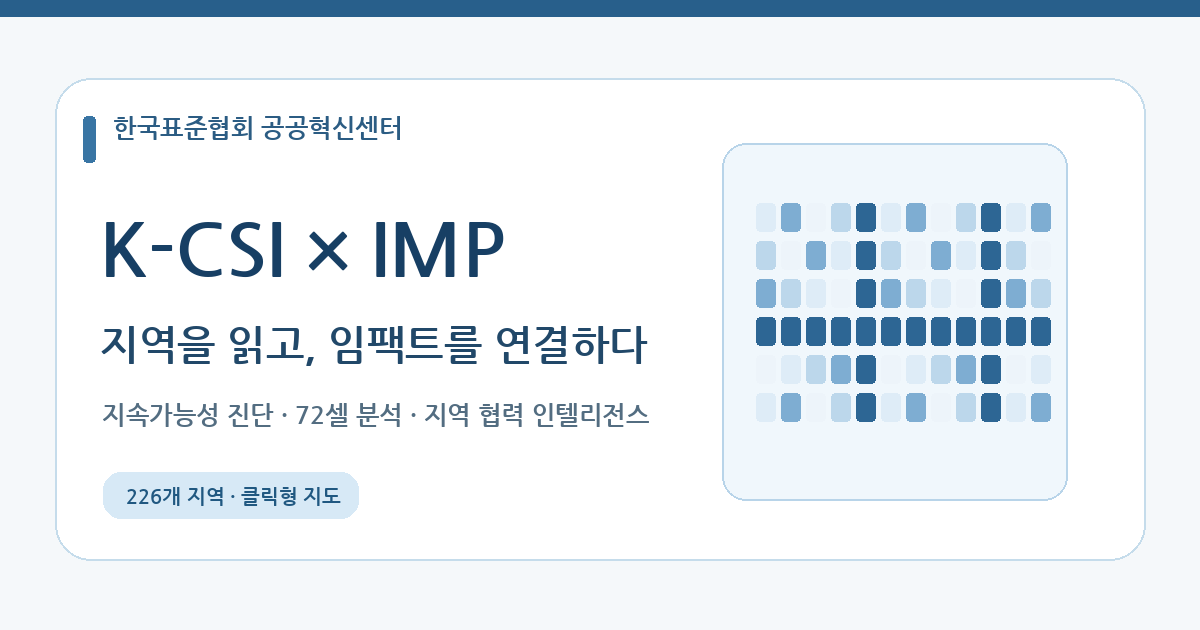 한국표준협회 공공혁신센터
K-CSI × IMP
지역을 읽고, 임팩트를 연결하다
지속가능성 진단 · 72셀 분석 · 지역 협력 인텔리전스
226개 지역 · 클릭형 지도